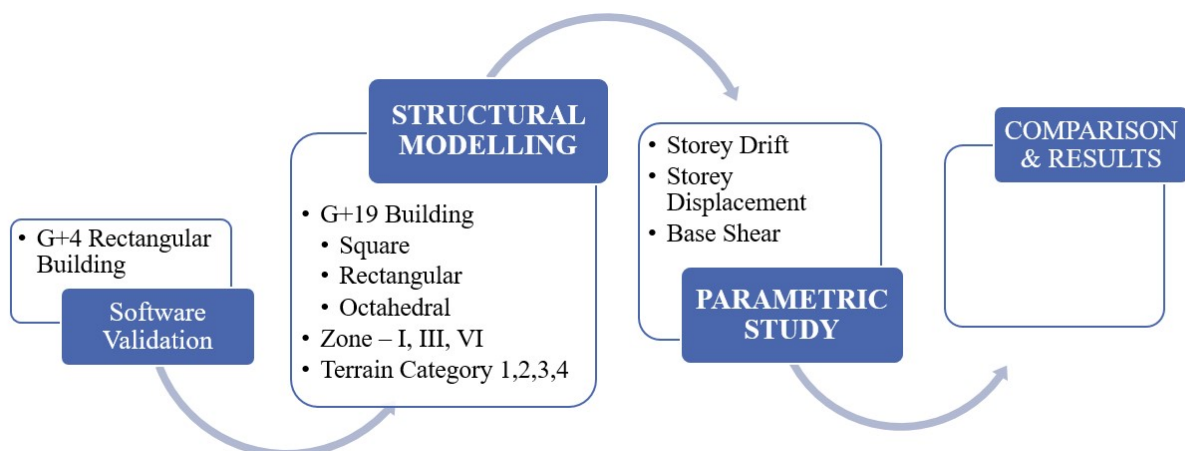 • G+4 Rectangular
Building
Software
Validation
STRUCTURAL
MODELLING
• G+19 Building
• Square
• Rectangular
• Octahedral
• Zone – I, III, VI
• Terrain Category 1,2,3,4
• Storey Drift
• Storey
Displacement
• Base Shear
PARAMETRIC
STUDY
COMPARISON
& RESULTS